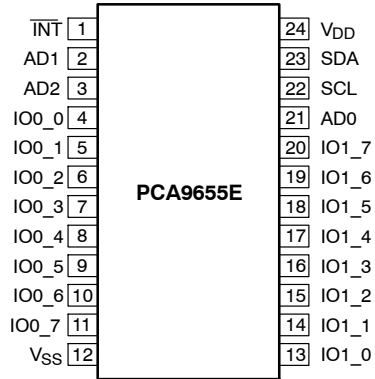 INT 1 24 VDD
AD1 2 23 SDA
AD2 3 22 SCL
IO0_0 4 21 AD0
IO0_1 5 20 IO1_7
IO0_2 6 19 IO1_6
PCA9655E
IO0_3 7 18 IO1_5
IO0_4 8 17 IO1_4
IO0_5 9 16 IO1_3
IO0_6 10 15 IO1_2
IO0_7 11 14 IO1_1
VSS 12 13 IO1_0